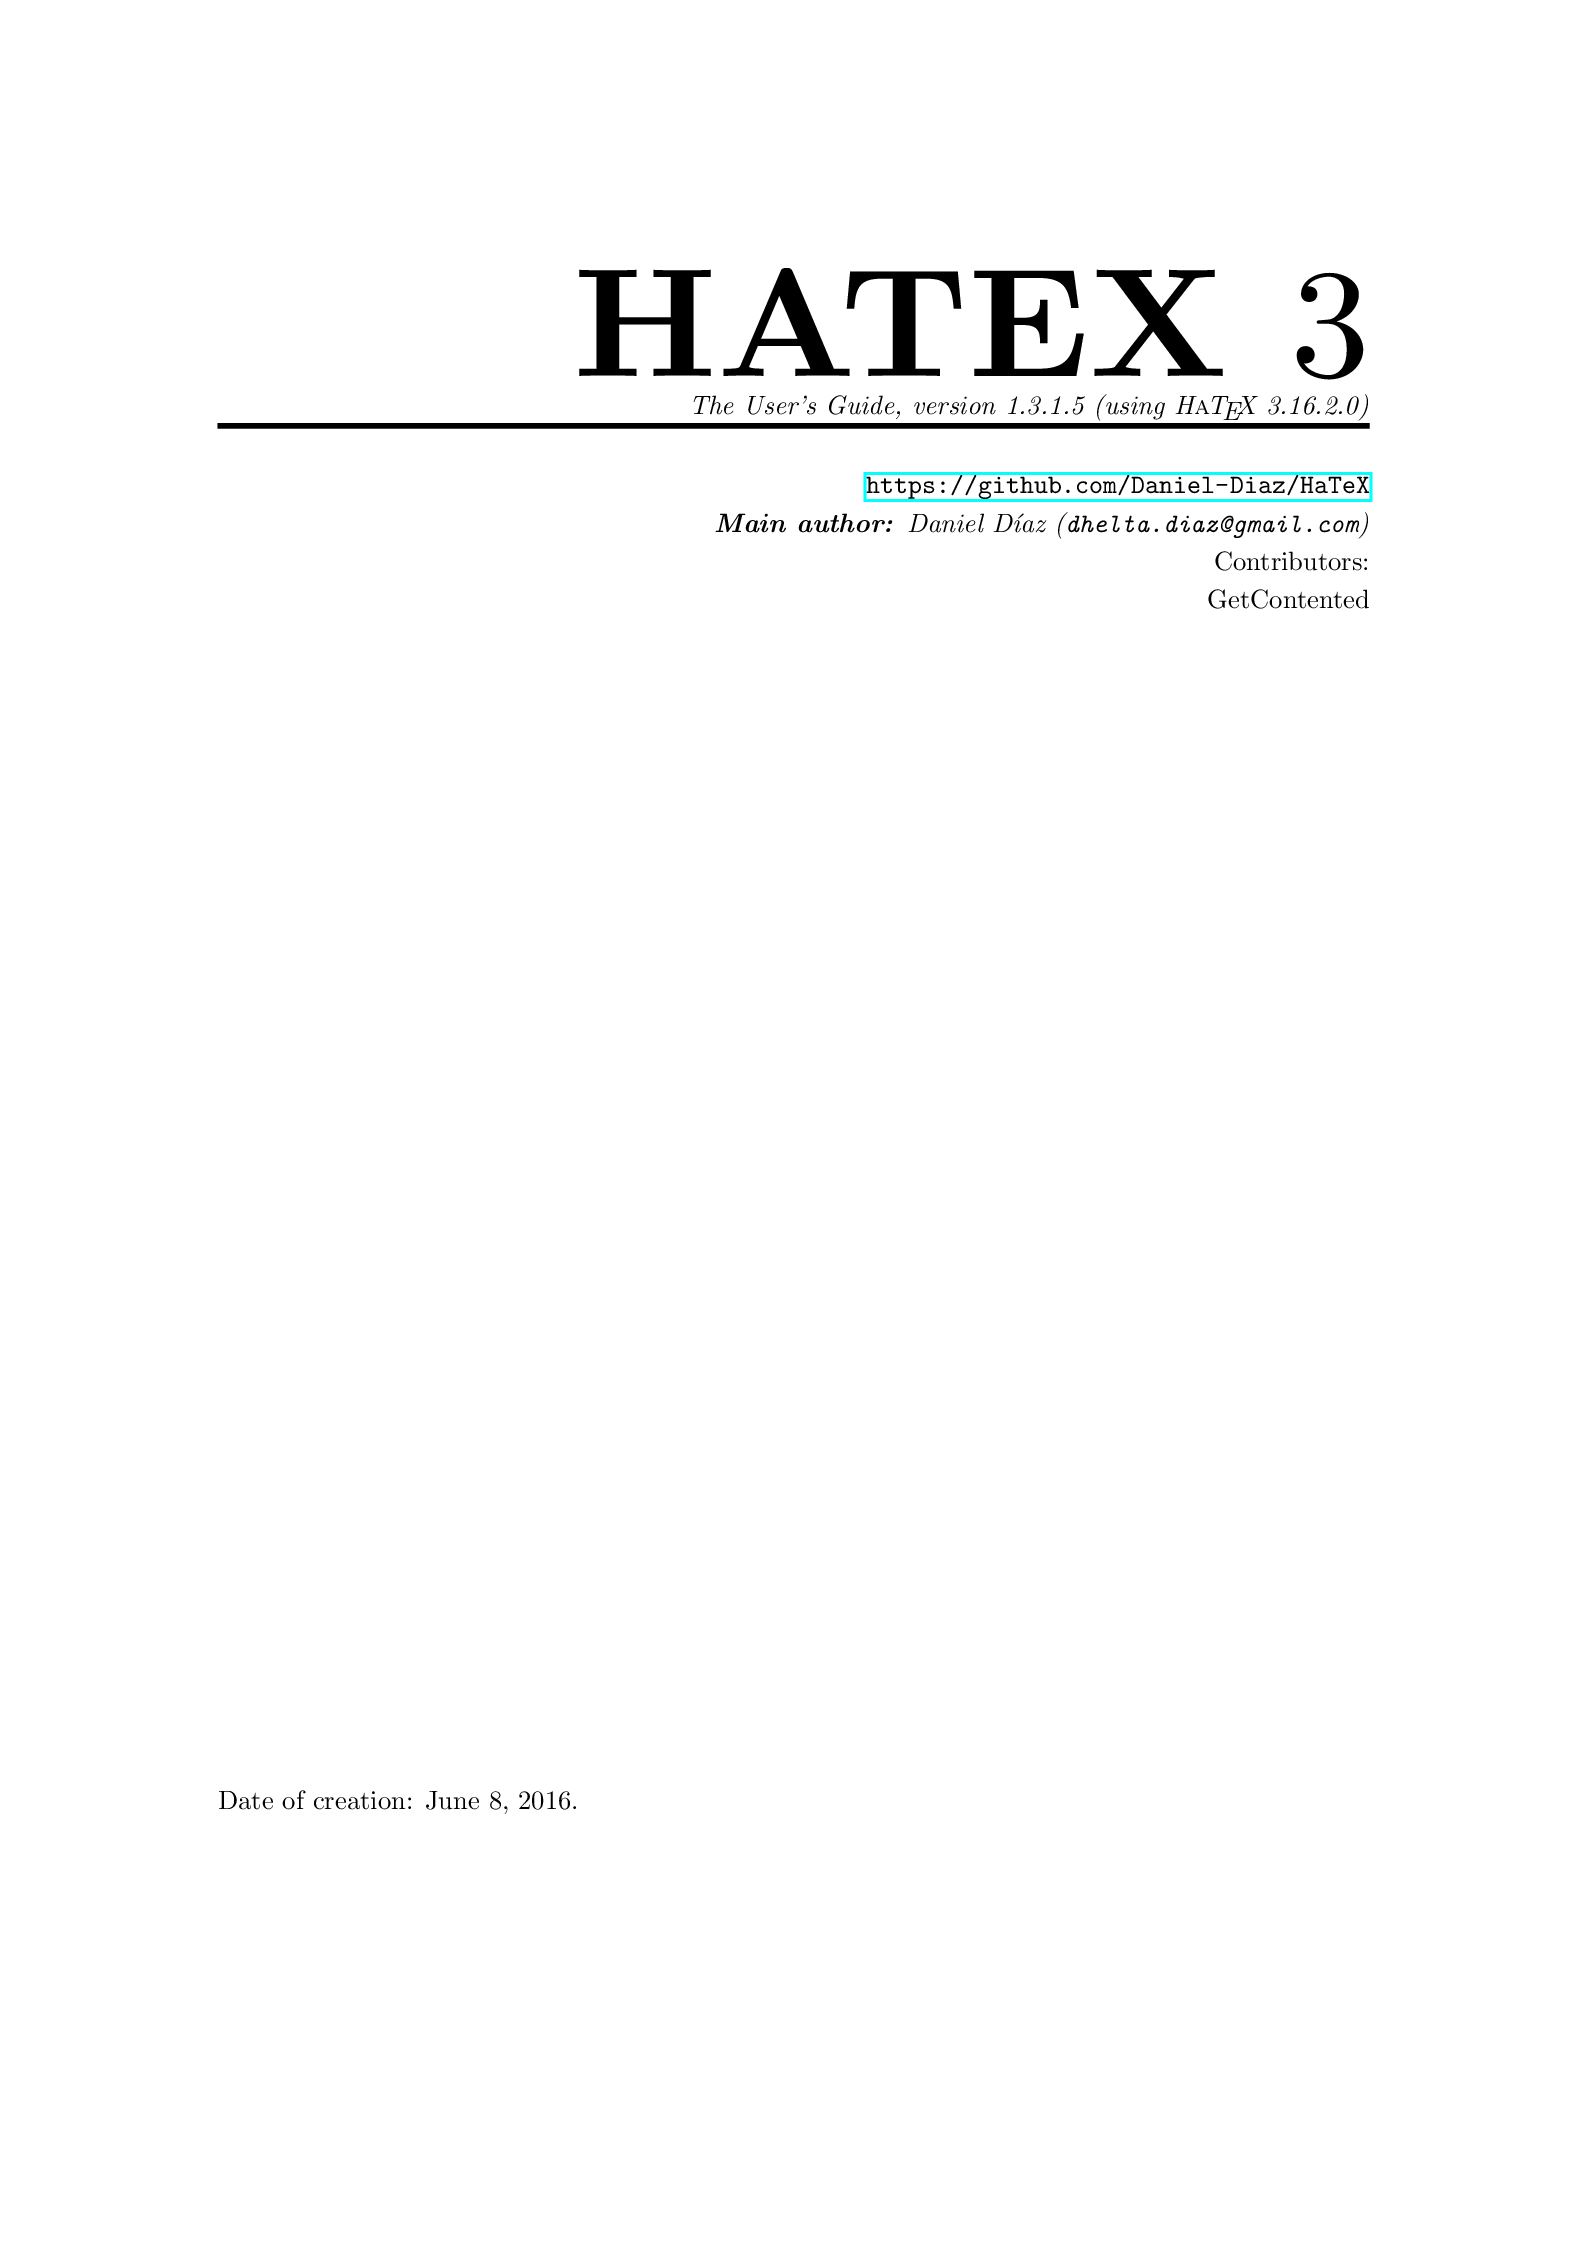 HATEX 3
The User's Guide, version 1.3.1.5 (using HATEX 3.16.2.0)
https://github.com/Daniel-Diaz/HaTeX
Main author: Daniel Díaz (dhelta.diaz@gmail.com)
Contributors:
GetContented
Date of creation: June 8, 2016.